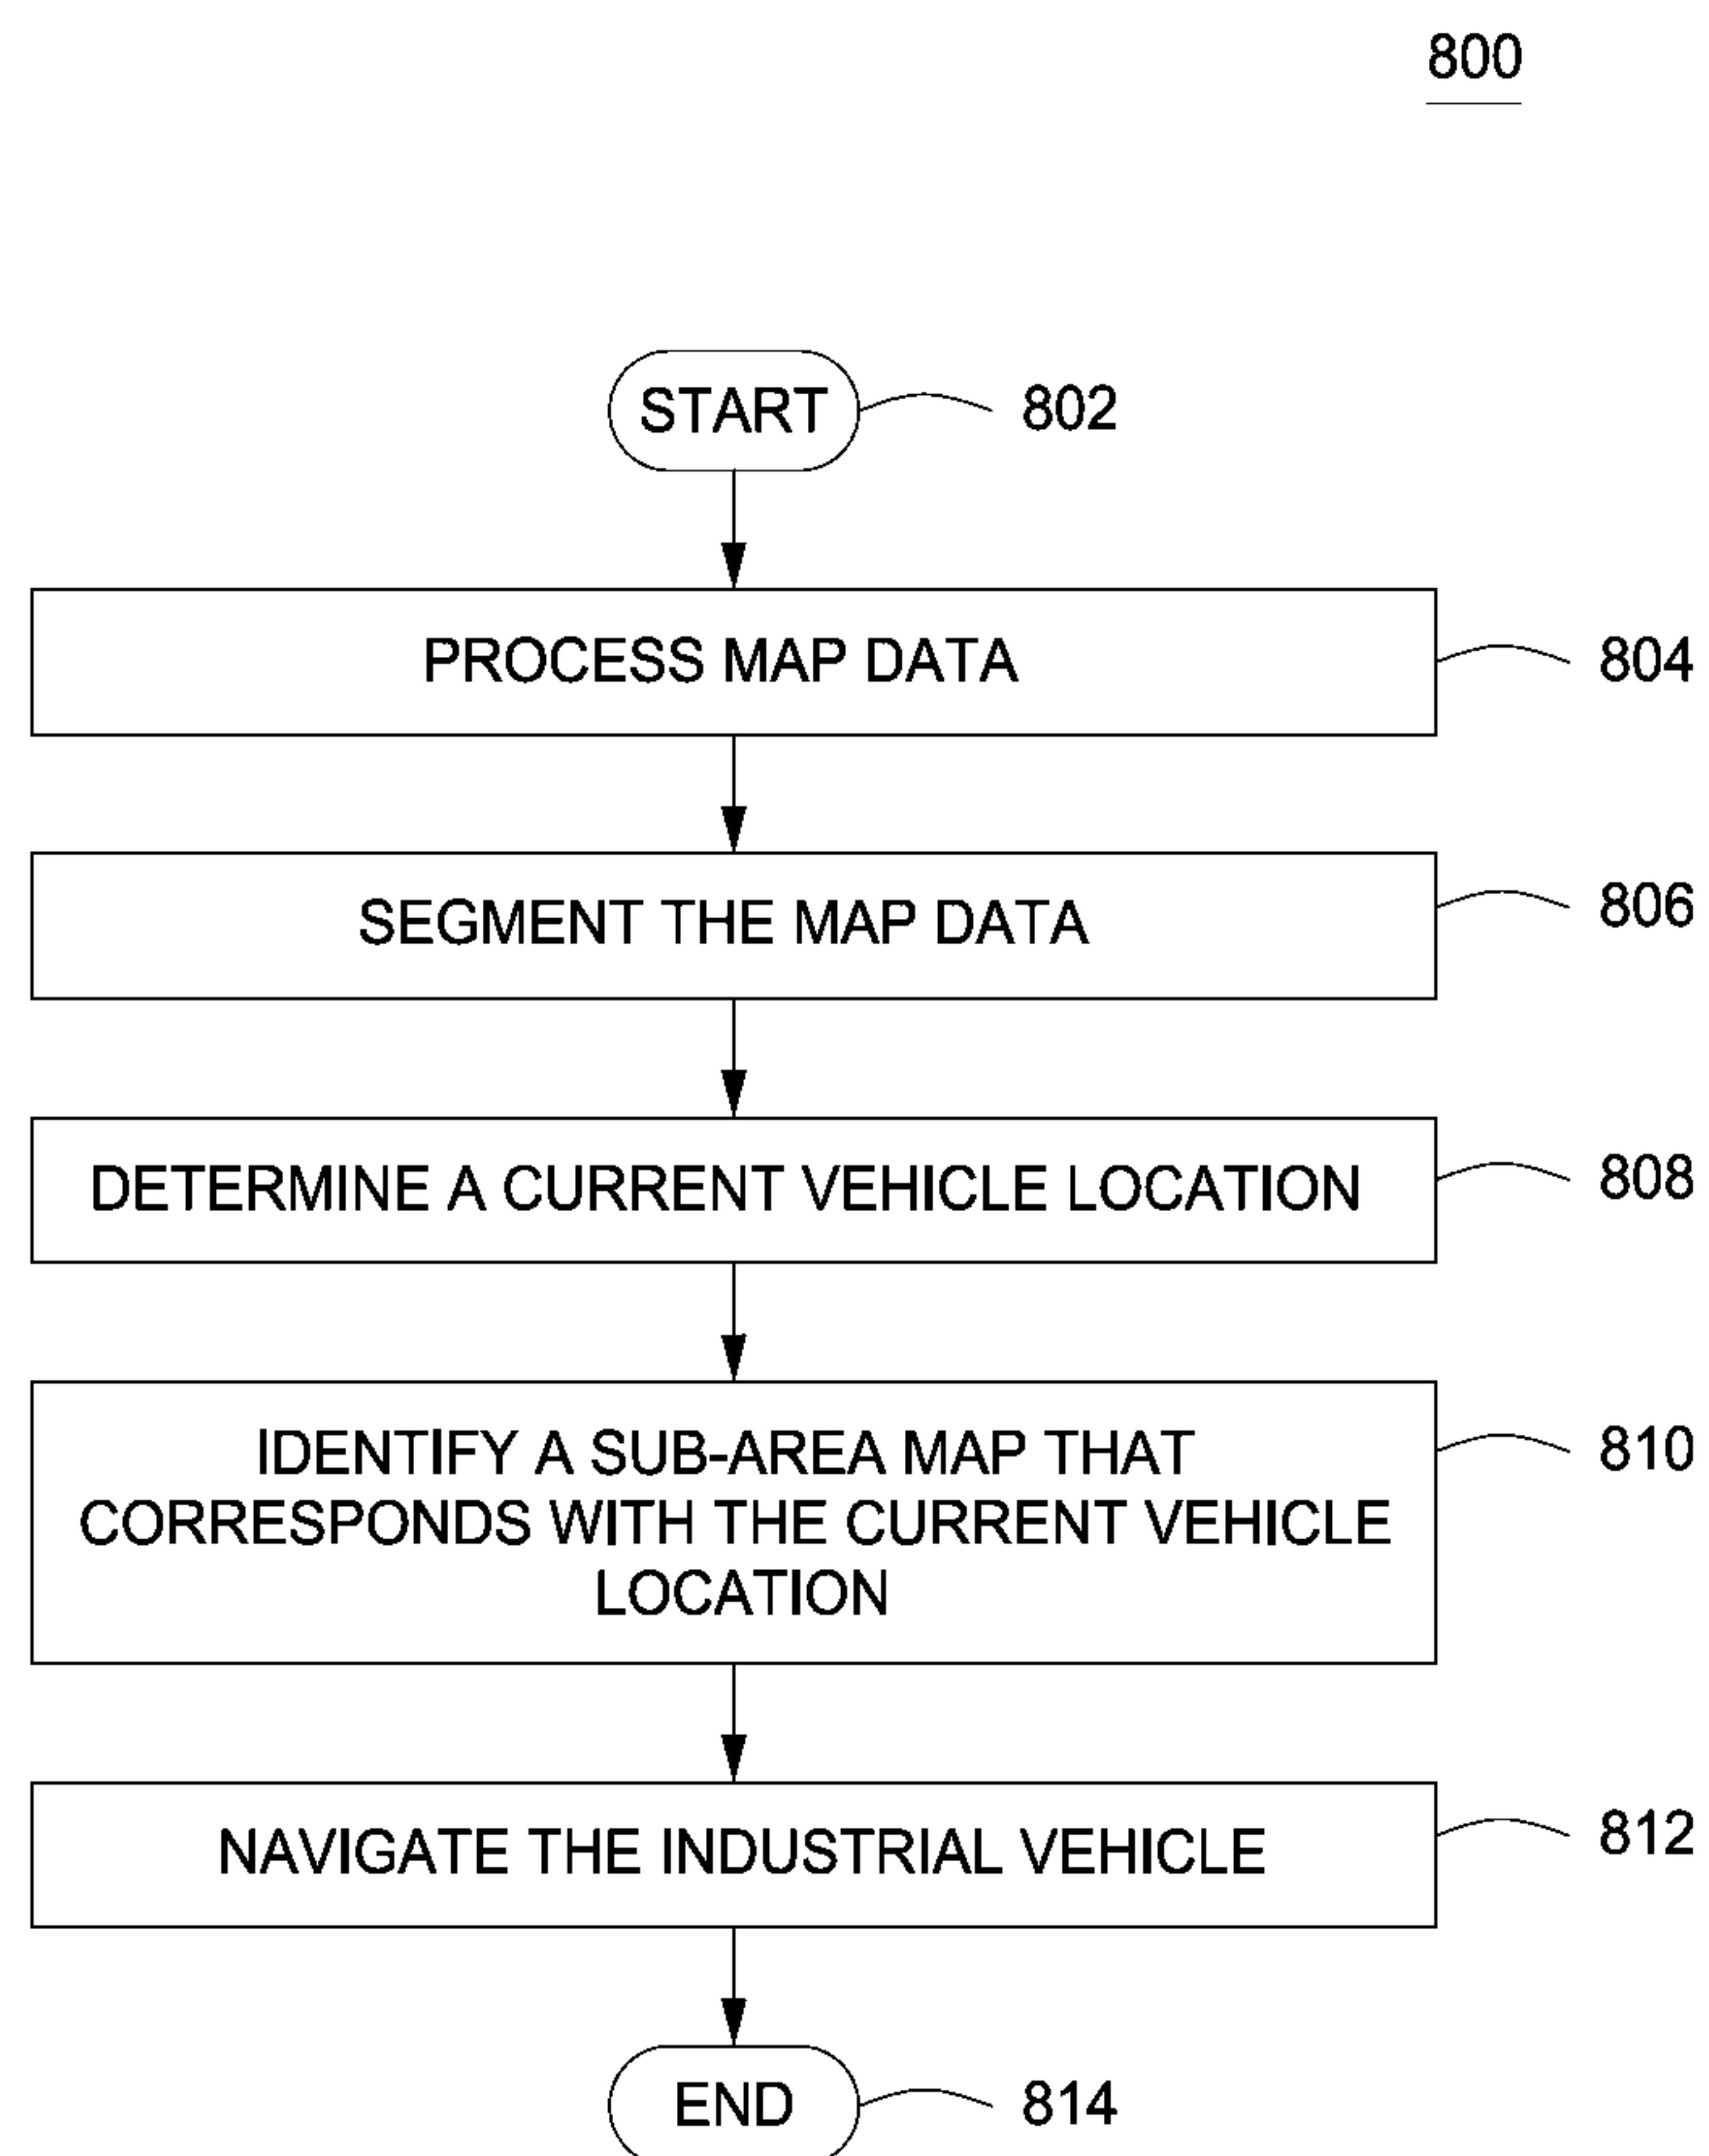 800
START 802
PROCESS MAP DATA 804
SEGMENT THE MAP DATA 806
DETERMINE A CURRENT VEHICLE LOCATION 808
IDENTIFY A SUB-AREA MAP THAT 810
CORRESPONDS WITH THE CURRENT VEHICLE
LOCATION
NAVIGATE THE INDUSTRIAL VEHICLE 812
END 814